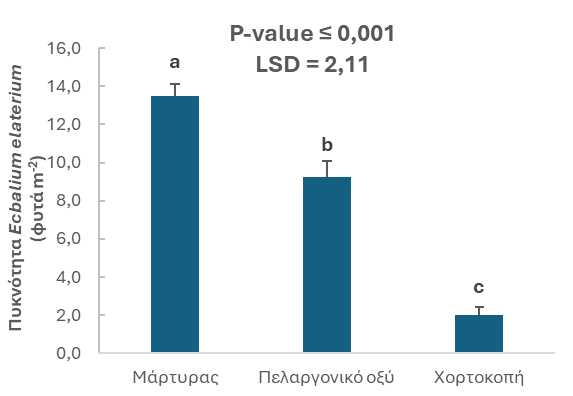 P-value ≤ 0,001
LSD = 2,11
Πυκνότητα Ecbalium elaterium
(φυτά m-2)
16,0
14,0
12,0
10,0
8,0
6,0
4,0
2,0
0,0
a
b
c
Μάρτυρας
Πελαργονικό οξύ
Χορτοκοπή